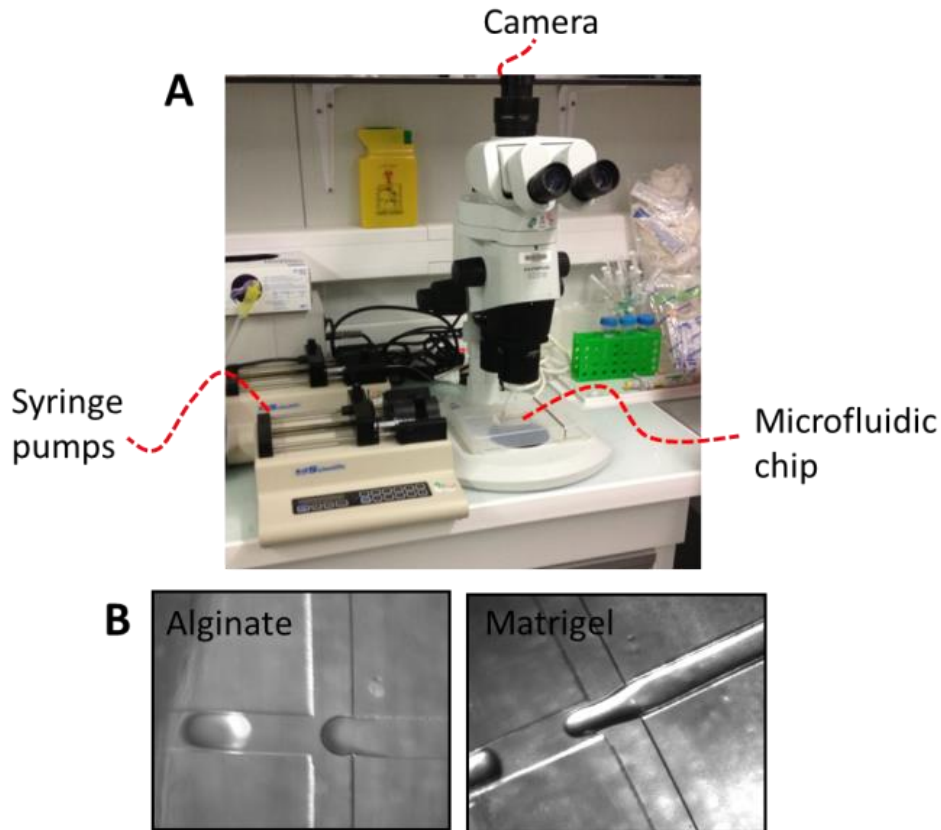 Camera
A
Syringe
pumps
Microfluidic
chip
B
Alginate
Matrigel